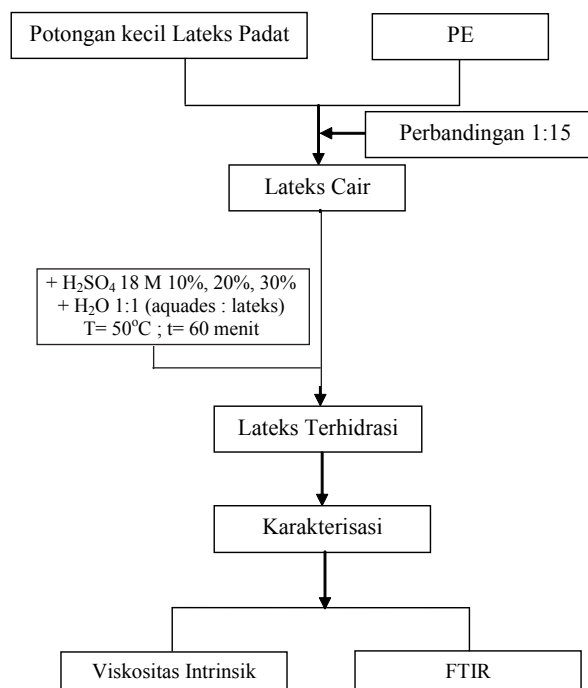 Potongan kecil Lateks Padat
PE
Perbandingan 1:15
Lateks Cair
+ H₂SO₄ 18 M 10%, 20%, 30%
+ H₂O 1:1 (aquades : lateks)
T= 50°C ; t= 60 menit
Lateks Terhidrasi
Karakterisasi
Viskositas Intrinsik
FTIR